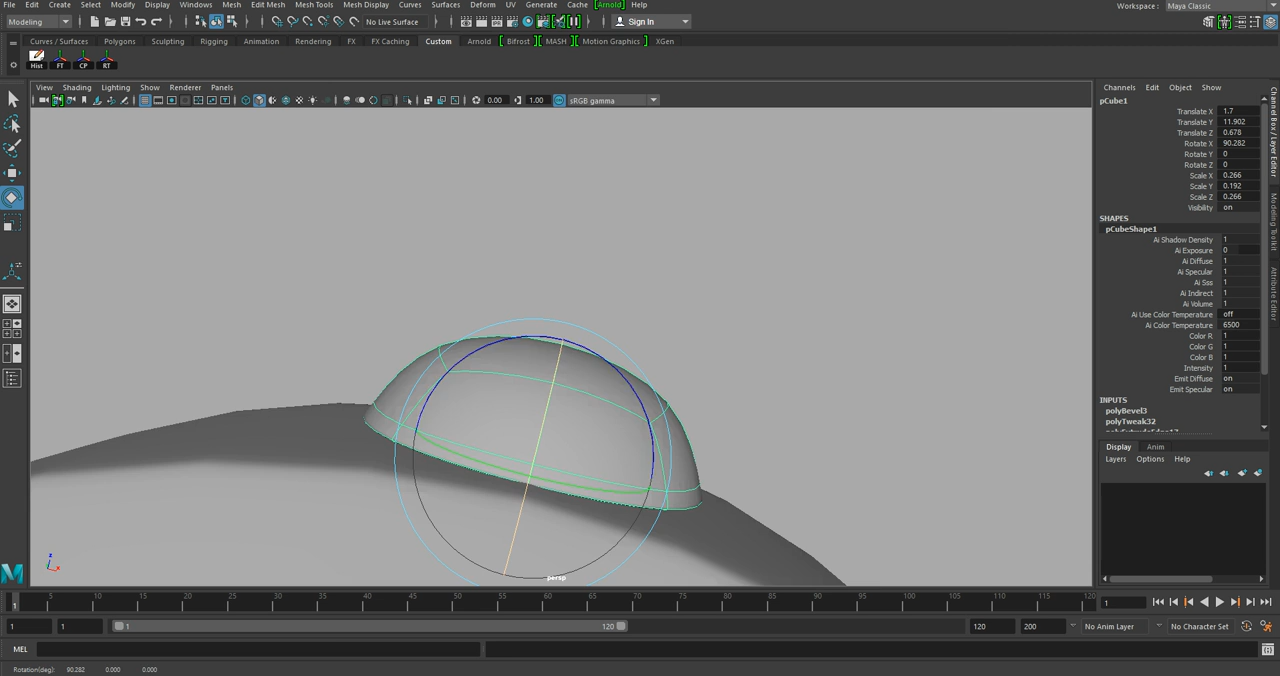 File Edit Create Select Modify Display Windows Mesh Edit Mesh Mesh Tools Mesh Display Curves Surfaces Deform UV Generate Cache [Arnold] Help Workspace : Maya Classic
Modeling No Live Surface Sign In
Curves / Surfaces Polygons Sculpting Rigging Animation Rendering FX FX Caching Custom Arnold Bifrost MASH Motion Graphics XGen
Hist FT CP RT
View Shading Lighting Show Renderer Panels
0.00 1.00 sRGB gamma
persp
Channels Edit Object Show
pCube1
Translate X 1.7
Translate Y 11.902
Translate Z 0.678
Rotate X 90.282
Rotate Y 0
Rotate Z 0
Scale X 0.266
Scale Y 0.192
Scale Z 0.266
Visibility on
SHAPES
pCubeShape1
Ai Shadow Density 1
Ai Exposure 0
Ai Diffuse 1
Ai Specular 1
Ai Sss 1
Ai Indirect 1
Ai Volume 1
Ai Use Color Temperature off
Ai Color Temperature 6500
Color R 1
Color G 1
Color B 1
Intensity 1
Emit Diffuse on
Emit Specular on
INPUTS
polyBevel3
polyTweak32
Display Anim
Layers Options Help
Channel Box / Layer Editor
Modeling Toolkit
Attribute Editor
z
x
1 5 10 15 20 25 30 35 40 45 50 55 60 65 70 75 80 85 90 95 100 105 110 115 120 1
1 1 1 120 120 200 No Anim Layer No Character Set
MEL
Rotation(deg): 90.282 0.000 0.000